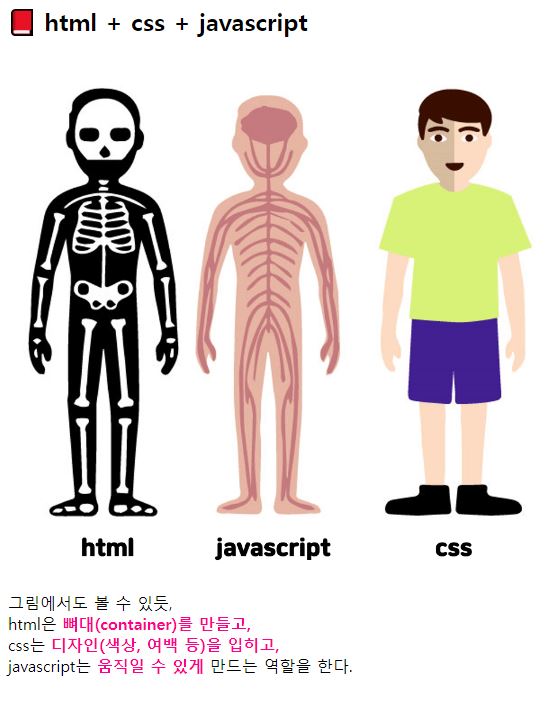 html + css + javascript
html
javascript
css
그림에서도 볼 수 있듯,
html은 뼈대(container)를 만들고,
css는 디자인(색상, 여백 등)을 입히고,
javascript는 움직일 수 있게 만드는 역할을 한다.